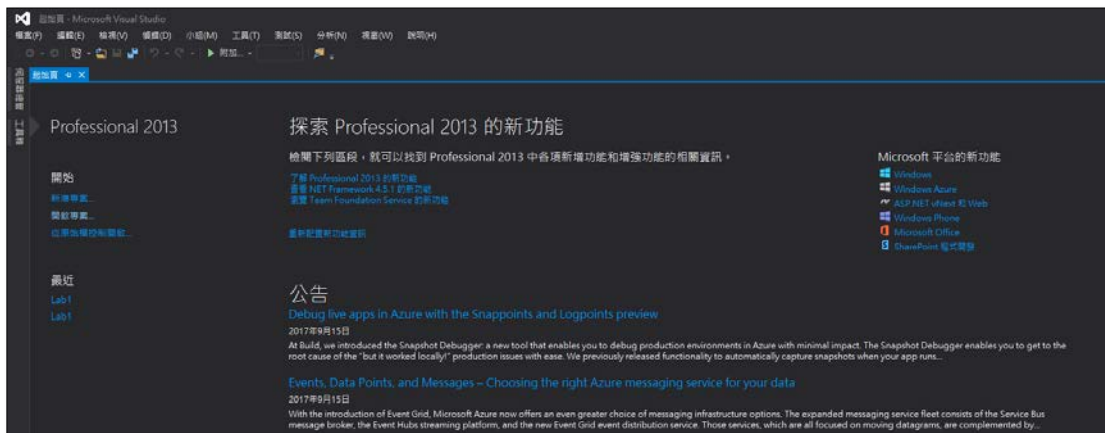 起始頁 - Microsoft Visual Studio
檔案(F) 編輯(E) 檢視(V) 偵錯(D) 小組(M) 工具(T) 測試(S) 分析(N) 視窗(W) 說明(H)
附加...
起始頁
伺服器總管
工具箱
Professional 2013
開始
新增專案...
開啟專案...
從原始檔控制開啟...
最近
Lab1
Lab1
探索 Professional 2013 的新功能
檢閱下列區段，就可以找到 Professional 2013 中各項新增功能和增強功能的相關資訊。
了解 Professional 2013 的新功能
查看 .NET Framework 4.5.1 的新功能
瀏覽 Team Foundation Service 的新功能
重新配置新功能資訊
Microsoft 平台的新功能
Windows
Windows Azure
ASP.NET vNext 和 Web
Windows Phone
Microsoft Office
SharePoint 程式開發
公告
Debug live apps in Azure with the Snappoints and Logpoints preview
2017年9月15日
At Build, we introduced the Snapshot Debugger: a new tool that enables you to debug production environments in Azure with minimal impact. The Snapshot Debugger enables you to get to the
root cause of the "but it worked locally!" production issues with ease. We previously released functionality to automatically capture snapshots when your app runs...
Events, Data Points, and Messages – Choosing the right Azure messaging service for your data
2017年9月15日
With the introduction of Event Grid, Microsoft Azure now offers an even greater choice of messaging infrastructure options. The expanded messaging service fleet consists of the Service Bus
message broker, the Event Hubs streaming platform, and the new Event Grid event distribution service. Those services, which are all focused on moving datagrams, are complemented by...